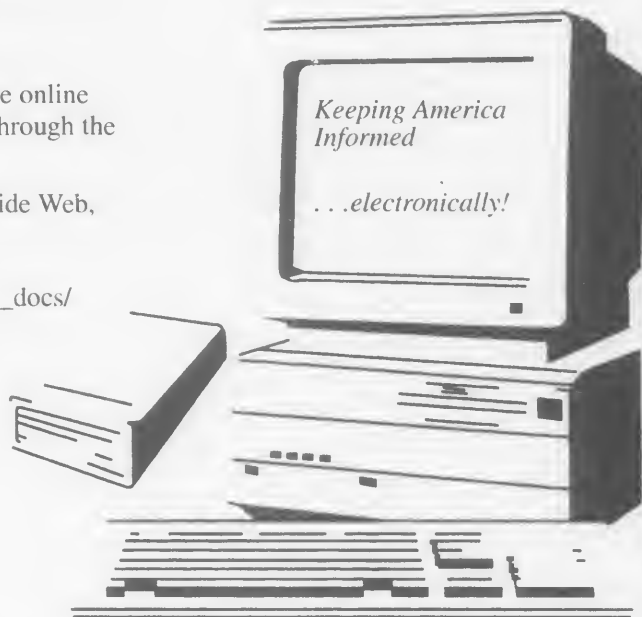 e online
hrough the
ide Web,
_docs/
Keeping America
Informed
. . .electronically!